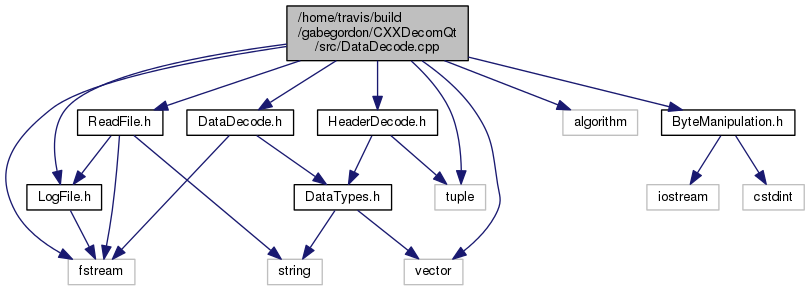 /home/travis/build
/gabegordon/CXXDecomQt
/src/DataDecode.cpp
ReadFile.h
DataDecode.h
HeaderDecode.h
algorithm
ByteManipulation.h
LogFile.h
DataTypes.h
tuple
iostream
cstdint
fstream
string
vector